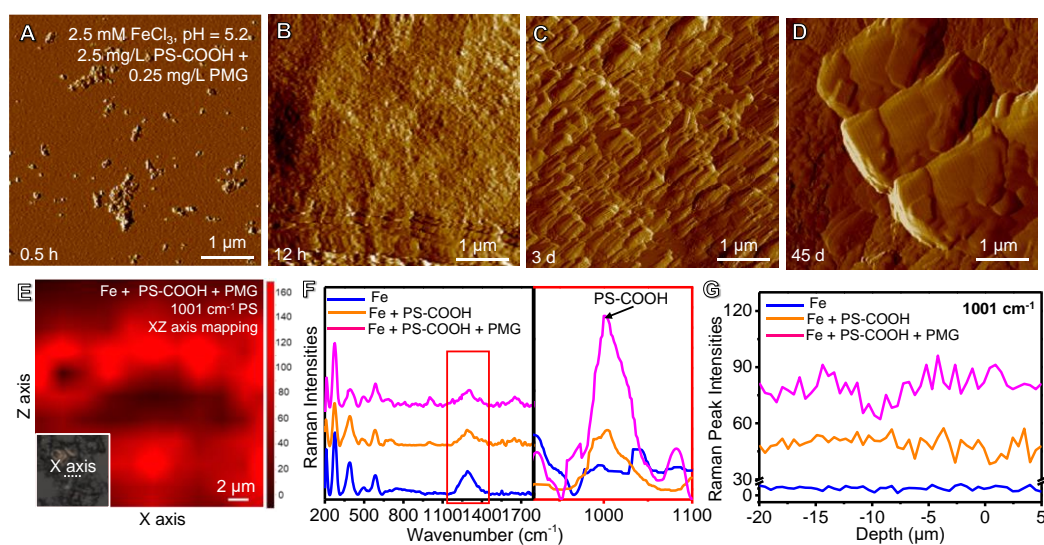 A
2.5 mM FeCl3, pH = 5.2
2.5 mg/L PS-COOH +
0.25 mg/L PMG
0.5 h
1 µm
B
12 h
1 µm
C
3 d
1 µm
D
45 d
1 µm
E
Fe + PS-COOH + PMG
1001 cm-1 PS
XZ axis mapping
Z axis
X axis
2 µm
X axis
160
140
120
100
80
60
40
20
0
F
Fe
Fe + PS-COOH
Fe + PS-COOH + PMG
PS-COOH
Raman Intensities
200 500 800 1100 1400 1700
1000 1100
Wavenumber (cm-1)
G
Fe
Fe + PS-COOH
Fe + PS-COOH + PMG
1001 cm-1
Raman Peak Intensities
120
90
60
30
0
-20 -15 -10 -5 0 5
Depth (µm)